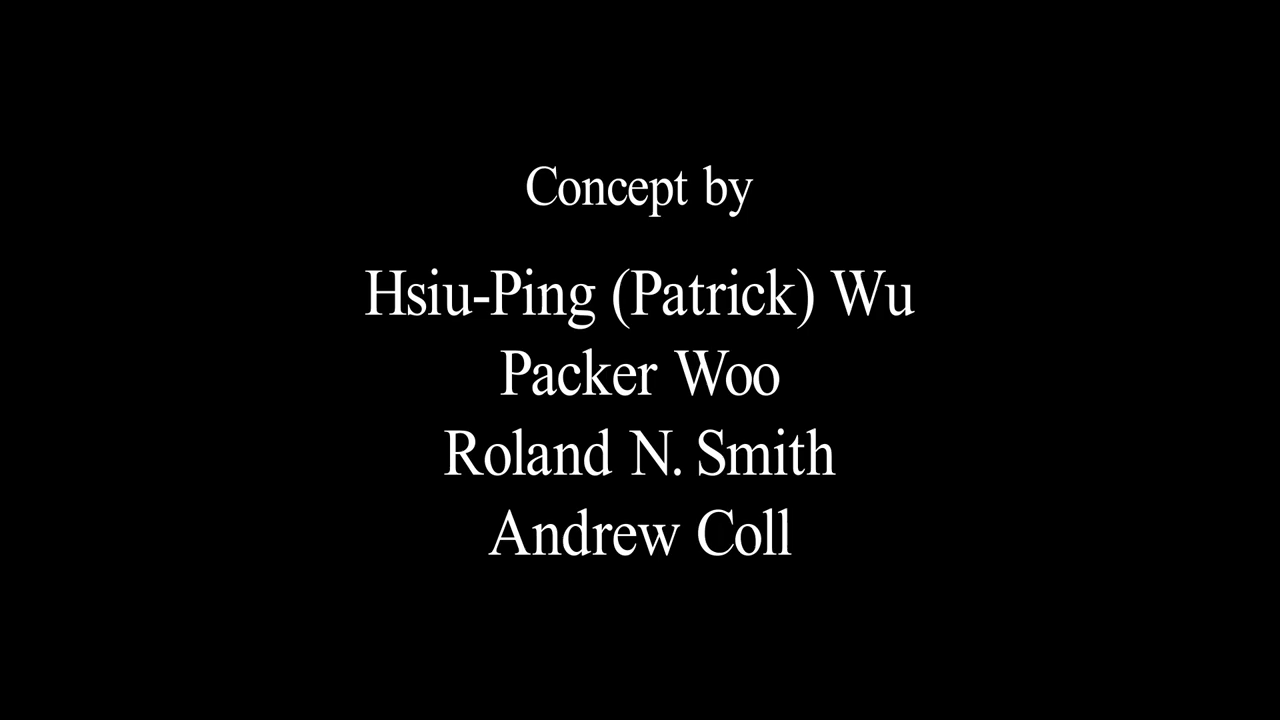 Concept by
Hsiu-Ping (Patrick) Wu
Packer Woo
Roland N. Smith
Andrew Coll